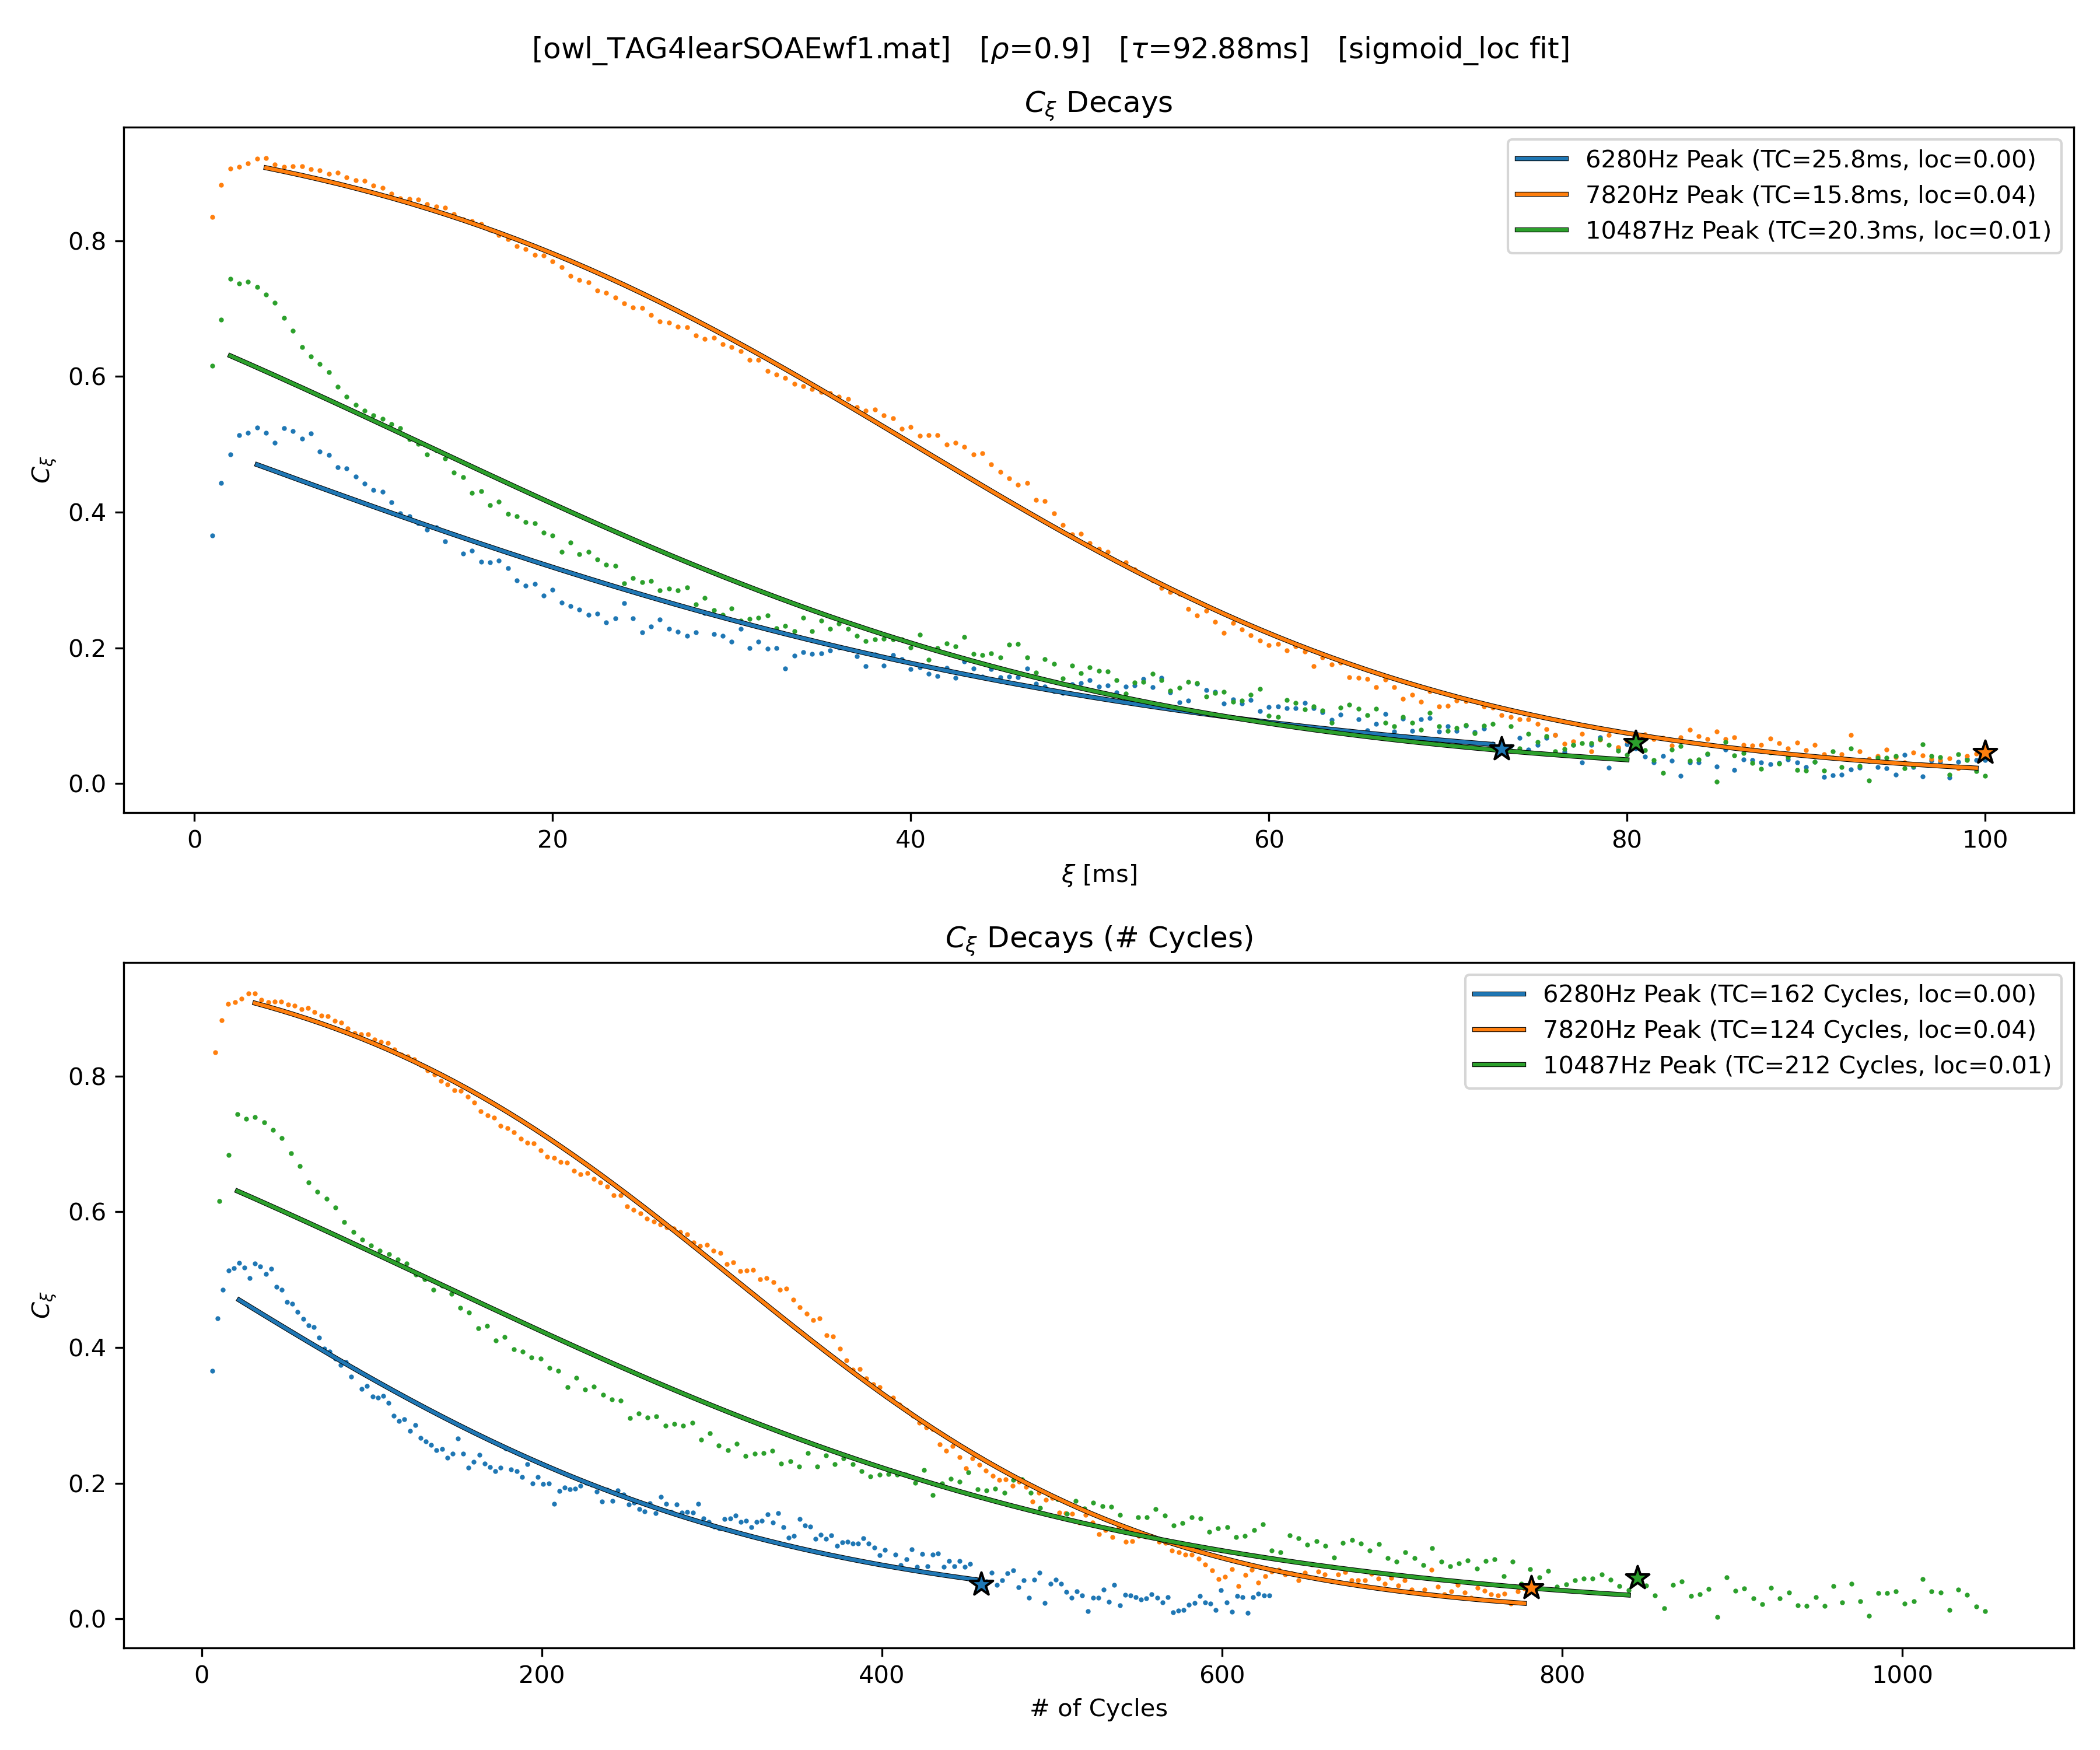 [owl_TAG4learSOAEwf1.mat]   [ρ=0.9]   [τ=92.88ms]   [sigmoid_loc fit]
Cξ Decays
6280Hz Peak (TC=25.8ms, loc=0.00)
7820Hz Peak (TC=15.8ms, loc=0.04)
10487Hz Peak (TC=20.3ms, loc=0.01)
0.8
0.6
0.4
0.2
0.0
Cξ
0 20 40 60 80 100
ξ [ms]
Cξ Decays (# Cycles)
6280Hz Peak (TC=162 Cycles, loc=0.00)
7820Hz Peak (TC=124 Cycles, loc=0.04)
10487Hz Peak (TC=212 Cycles, loc=0.01)
0.8
0.6
0.4
0.2
0.0
Cξ
0 200 400 600 800 1000
# of Cycles